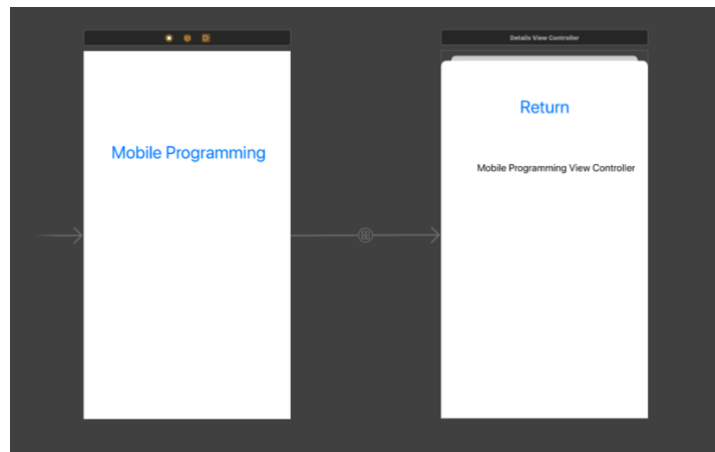 Details View Controller
Mobile Programming
Return
Mobile Programming View Controller